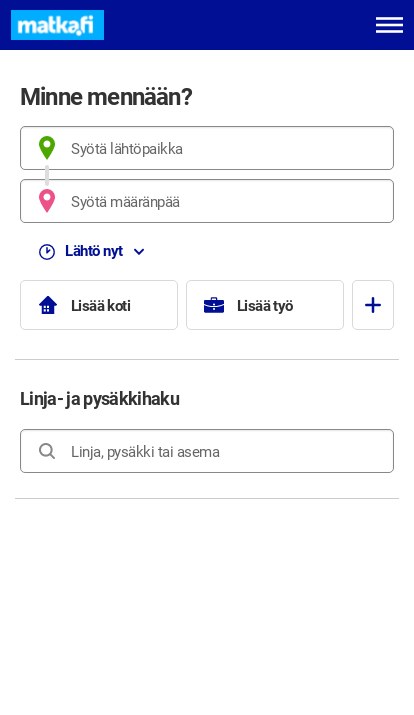 matka.fi
Minne mennään?
Syötä lähtöpaikka
Syötä määränpää
Lähtö nyt
Lisää koti
Lisää työ
Linja- ja pysäkkihaku
Linja, pysäkki tai asema